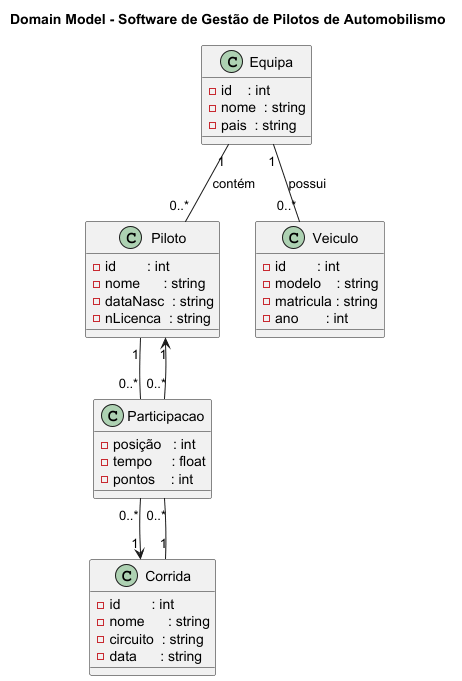 Domain Model - Software de Gestão de Pilotos de Automobilismo
C Equipa
id : int
nome : string
pais : string
1 1
contém possui
0..* 0..*
C Piloto
id : int
nome : string
dataNasc : string
nLicenca : string
C Veiculo
id : int
modelo : string
matricula : string
ano : int
1 1
0..* 0..*
C Participacao
posição : int
tempo : float
pontos : int
0..* 0..*
1 1
C Corrida
id : int
nome : string
circuito : string
data : string